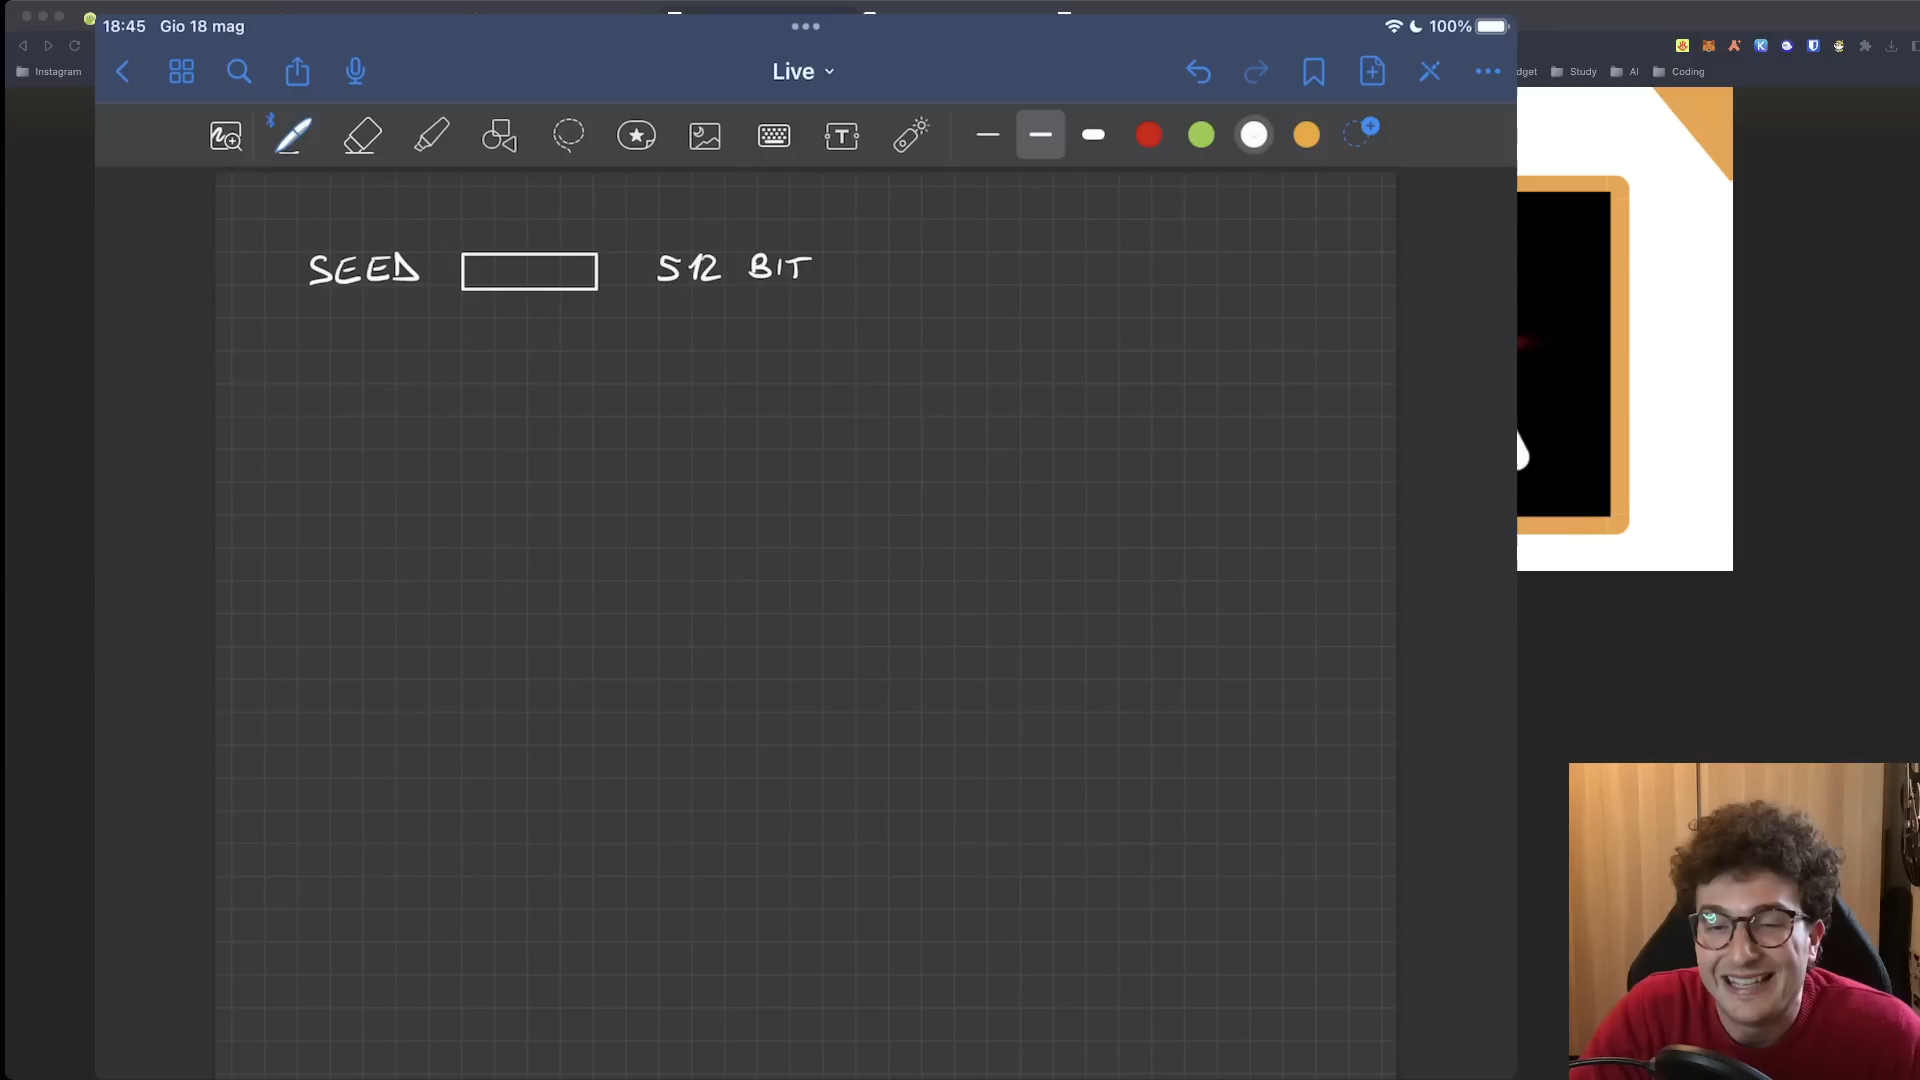 18:45 Gio 18 mag
100%
Live
Instagram
dget Study AI Coding
T
K
SEED 512 BIT